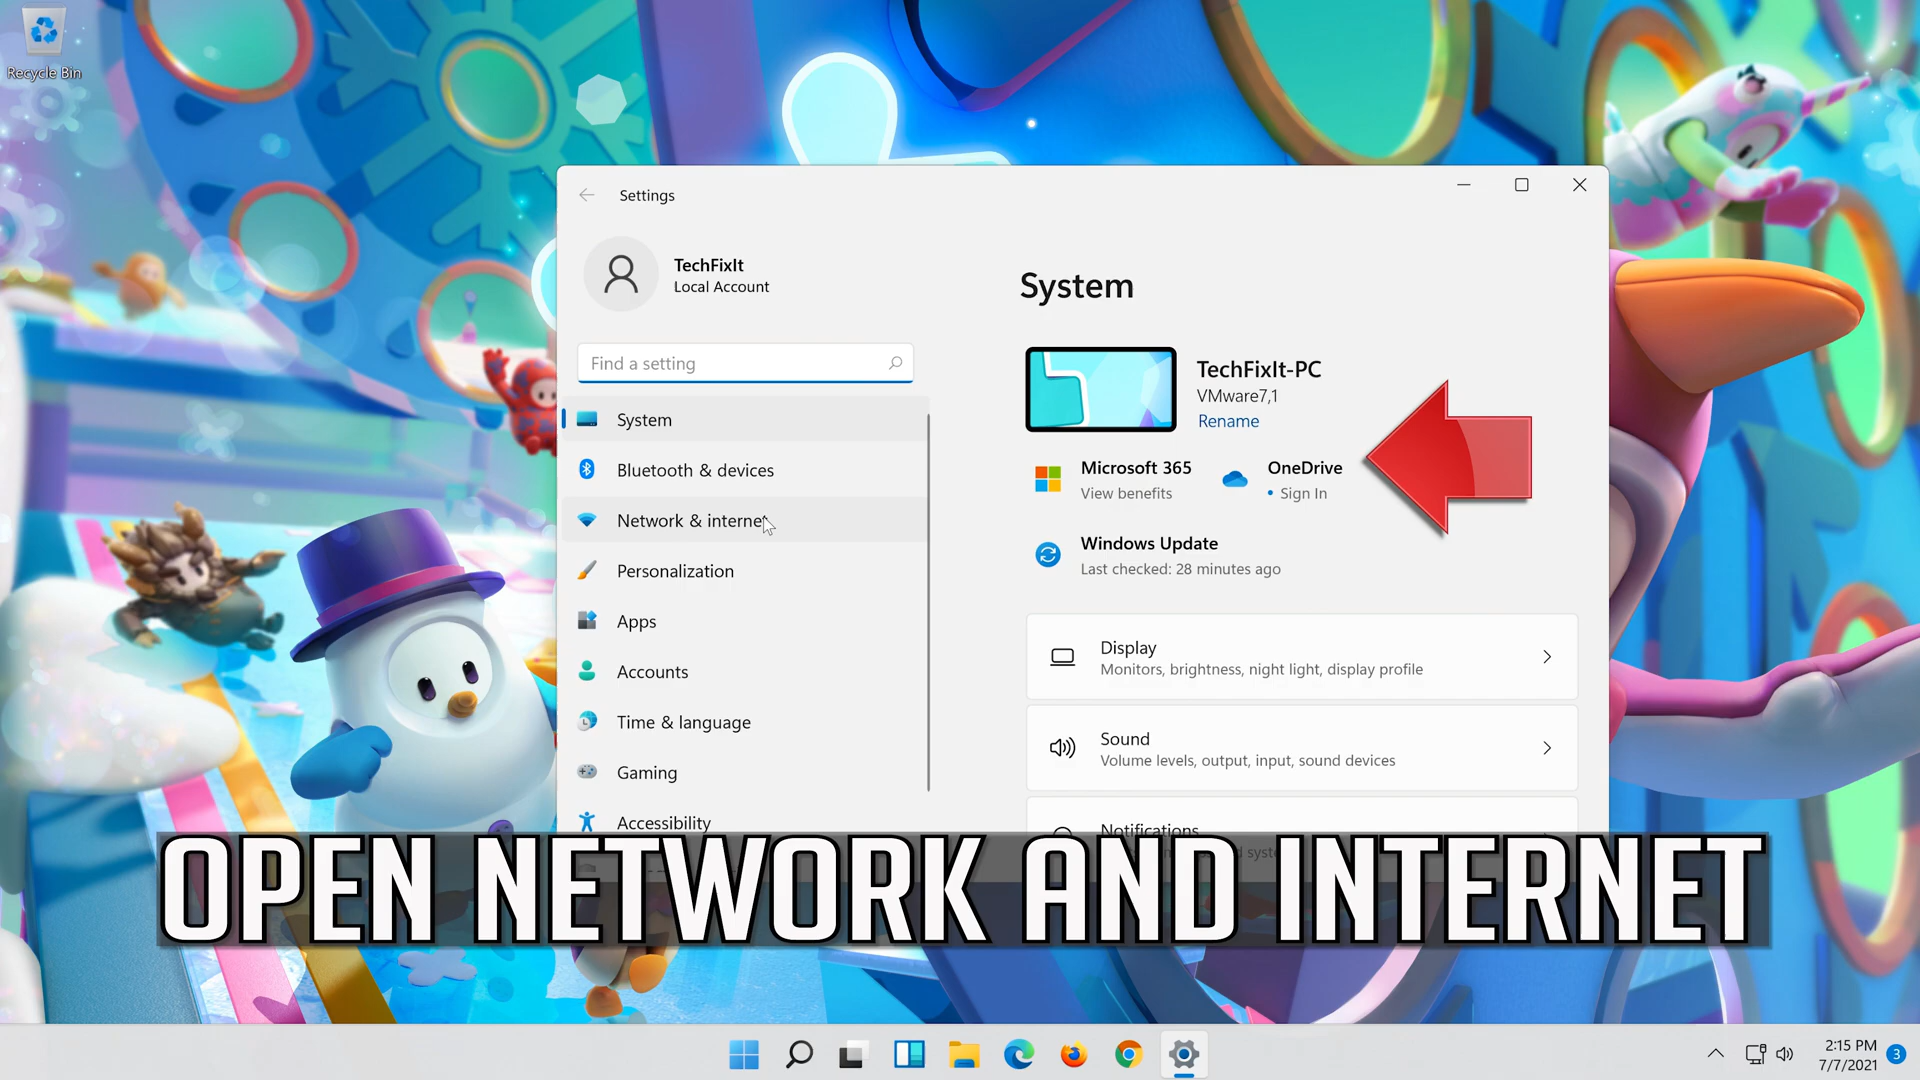 Recycle Bin
Settings
TechFixIt
Local Account
Find a setting
System
Bluetooth & devices
Network & internet
Personalization
Apps
Accounts
Time & language
Gaming
Accessibility
System
TechFixIt-PC
VMware7,1
Rename
Microsoft 365
View benefits
OneDrive
• Sign In
Windows Update
Last checked: 28 minutes ago
Display
Monitors, brightness, night light, display profile
Sound
Volume levels, output, input, sound devices
Notifications
OPEN NETWORK AND INTERNET
2:15 PM
7/7/2021
3